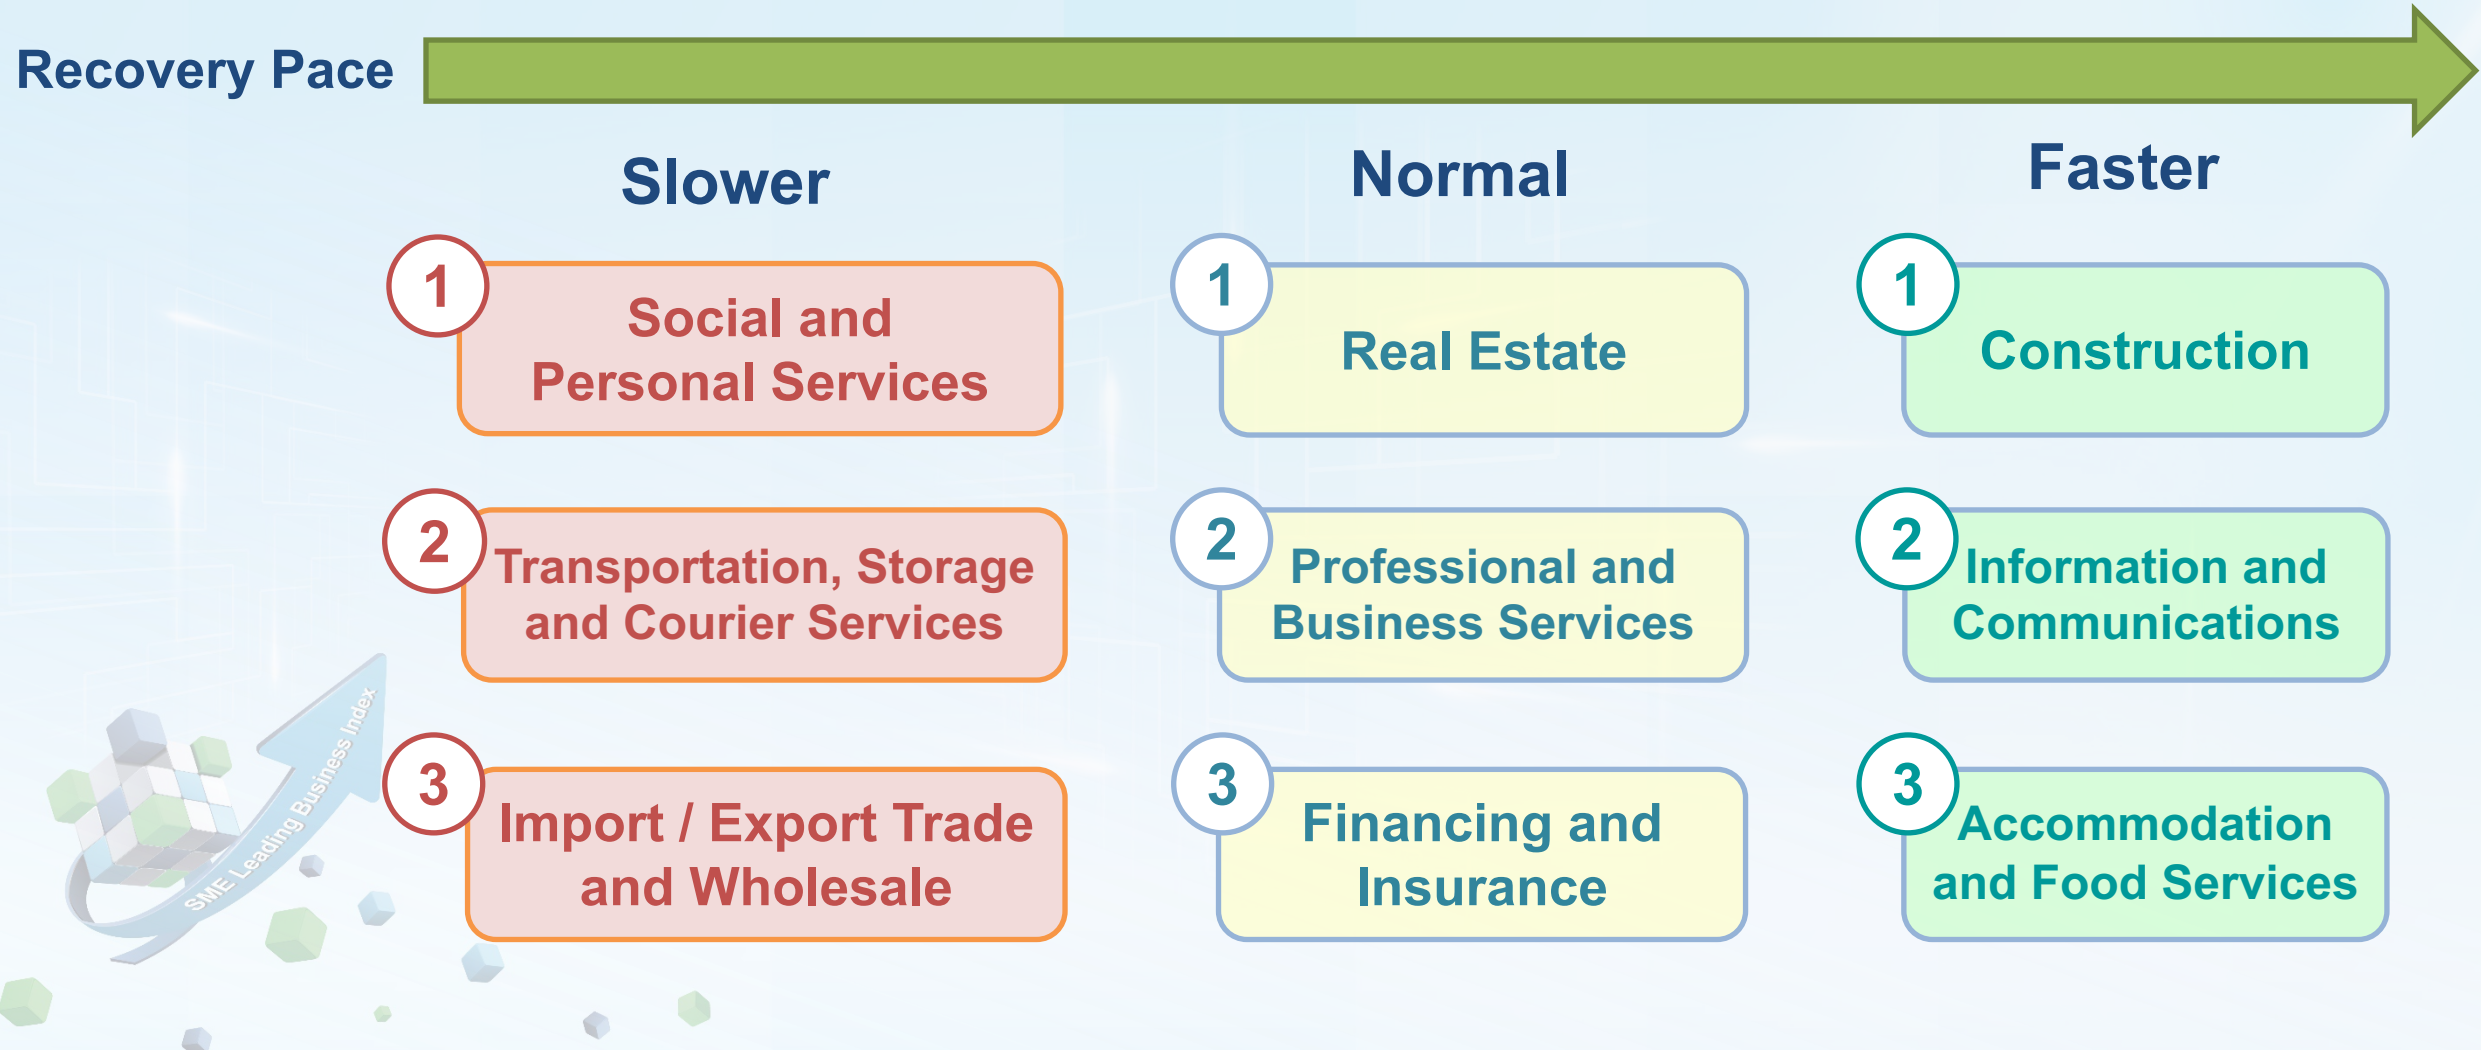 Recovery Pace
Slower
Normal
Faster
1
Social and
Personal Services
2
Transportation, Storage
and Courier Services
3
Import / Export Trade
and Wholesale
1
Real Estate
2
Professional and
Business Services
3
Financing and
Insurance
1
Construction
2
Information and
Communications
3
Accommodation
and Food Services
SME Leading Business Index